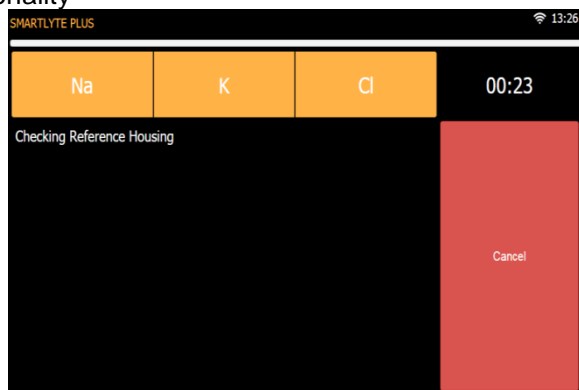 SMARTLYTE PLUS 13:26
Na K Cl 00:23
Checking Reference Housing
Cancel